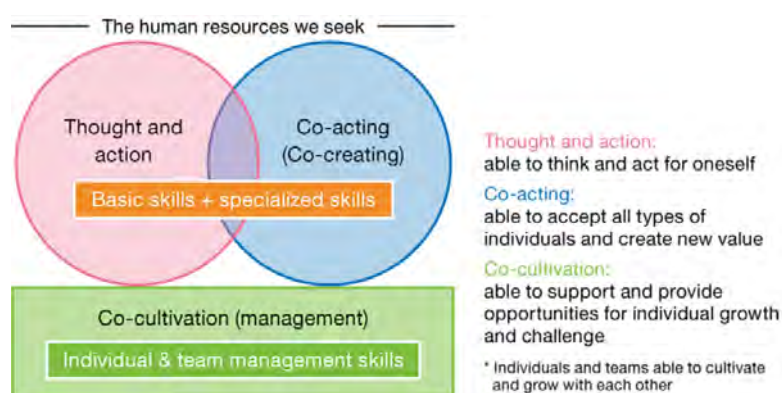 The human resources we seek
Thought and
action
Co-acting
(Co-creating)
Basic skills + specialized skills
Co-cultivation (management)
Individual & team management skills
Thought and action:
able to think and act for oneself
Co-acting:
able to accept all types of
individuals and create new value
Co-cultivation:
able to support and provide
opportunities for individual growth
and challenge
* Individuals and teams able to cultivate
and grow with each other